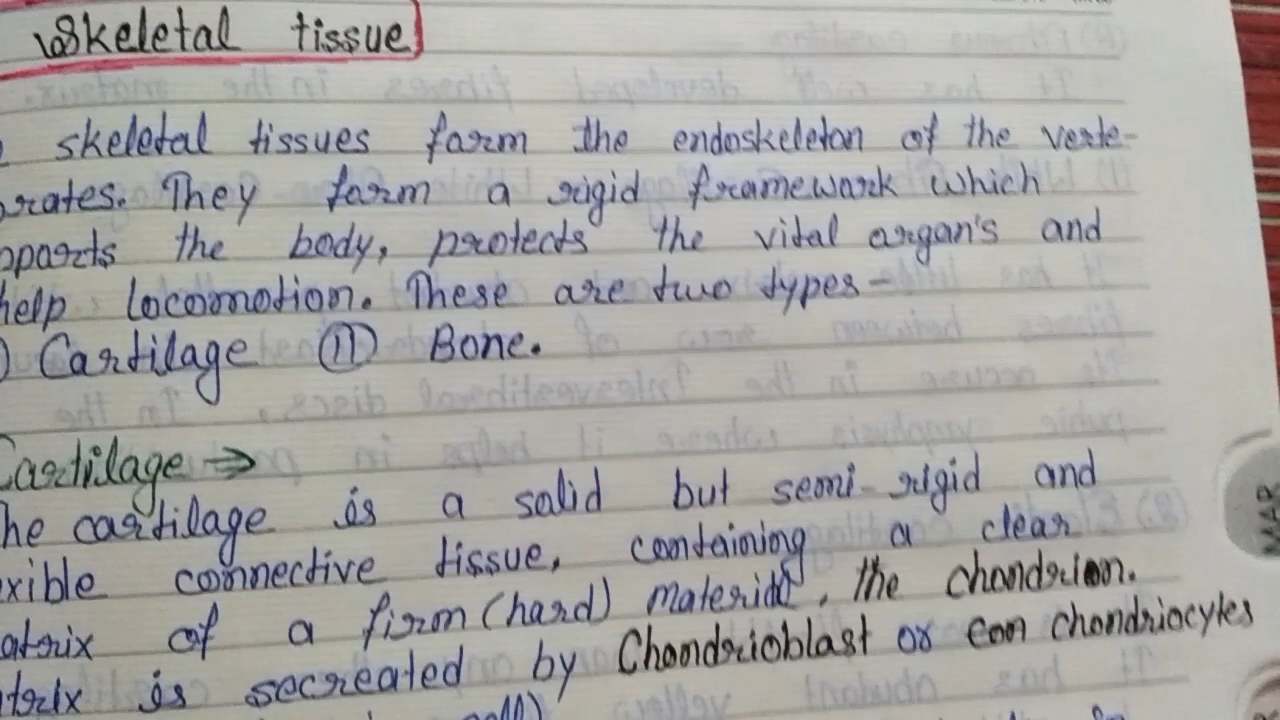 Skeletal tissue
skeletal tissues form the endoskeleton of the verte-
rates. They form a rigid framework which
pports the body, protects the vital organ's and
help locomotion. These are two types-
Cartilage (II) Bone.
Cartilage →
he cartilage is a solid but semi-rigid and
xible connective tissue, containing a clear
atrix of a firm (hard) material, the chondrion.
trix is secreated by Chondrioblast or chondriocytes
MAR